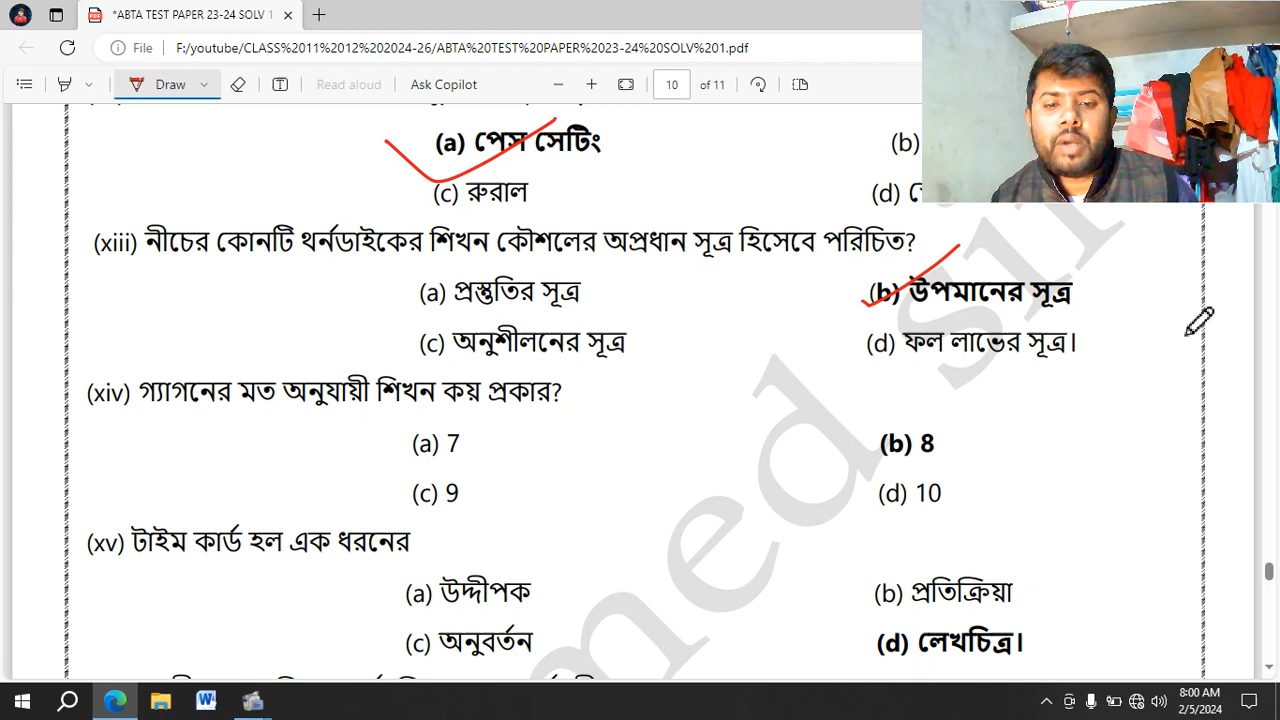 *ABTA TEST PAPER 23-24 SOLV 1.
File F:/youtube/CLASS%2011%2012%202024-26/ABTA%20TEST%20PAPER%2023-24%20SOLV%201.pdf
Draw Read aloud Ask Copilot 10 of 11
(a) পেস সেটিং (b)
(c) রুরাল (d)
(xiii) নীচের কোনটি থর্নডাইকের শিখন কৌশলের অপ্রধান সূত্র হিসেবে পরিচিত?
(a) প্রস্তুতির সূত্র (b) উপমানের সূত্র
(c) অনুশীলনের সূত্র (d) ফল লাভের সূত্র।
(xiv) গ্যাগনের মত অনুযায়ী শিখন কয় প্রকার?
(a) 7 (b) 8
(c) 9 (d) 10
(xv) টাইম কার্ড হল এক ধরনের
(a) উদ্দীপক (b) প্রতিক্রিয়া
(c) অনুবর্তন (d) লেখচিত্র।
med sir
8:00 AM
2/5/2024